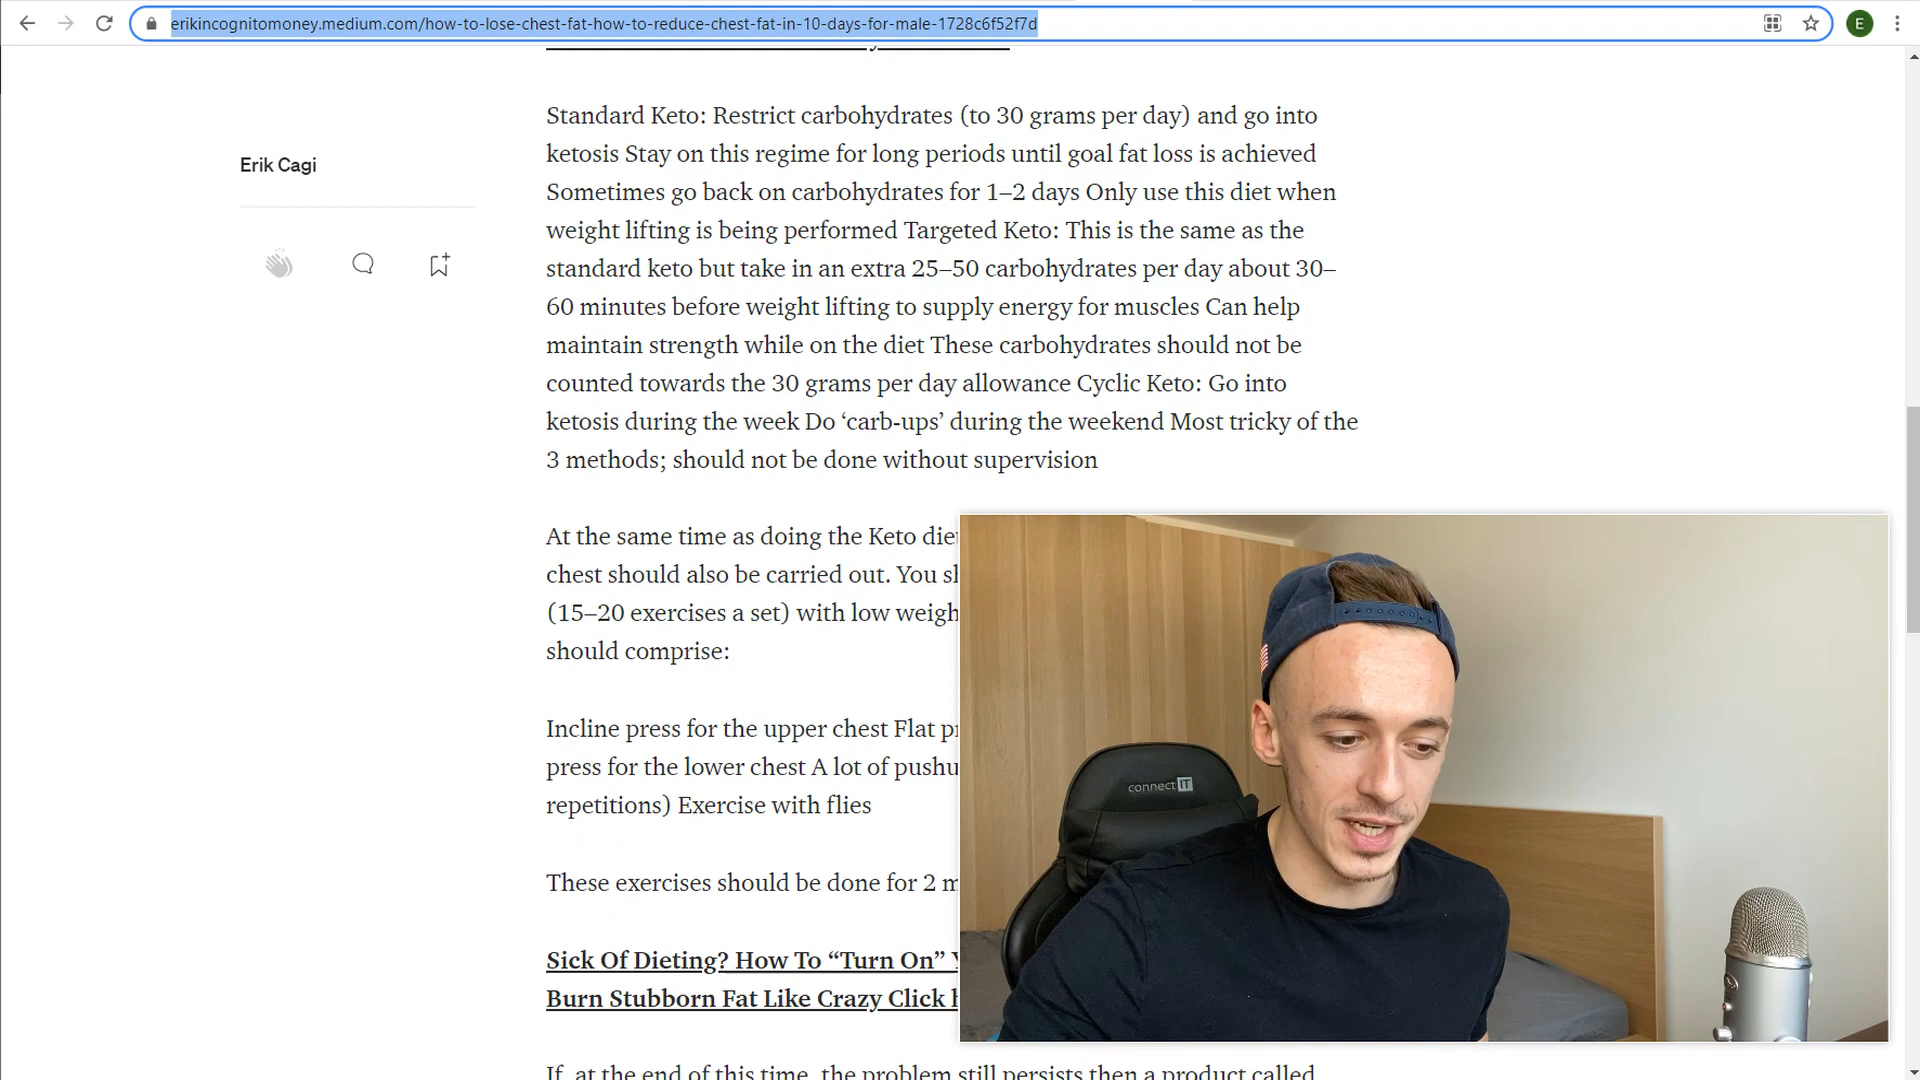 erikincognitomoney.medium.com/how-to-lose-chest-fat-how-to-reduce-chest-fat-in-10-days-for-male-1728c6f52f7d
E
Erik Cagi
Standard Keto: Restrict carbohydrates (to 30 grams per day) and go into
ketosis Stay on this regime for long periods until goal fat loss is achieved
Sometimes go back on carbohydrates for 1–2 days Only use this diet when
weight lifting is being performed Targeted Keto: This is the same as the
standard keto but take in an extra 25–50 carbohydrates per day about 30–
60 minutes before weight lifting to supply energy for muscles Can help
maintain strength while on the diet These carbohydrates should not be
counted towards the 30 grams per day allowance Cyclic Keto: Go into
ketosis during the week Do ‘carb-ups’ during the weekend Most tricky of the
3 methods; should not be done without supervision
At the same time as doing the Keto
chest should also be carried out. You
(15–20 exercises a set) with low
should comprise:
Incline press for the upper chest Flat
press for the lower chest A lot of
repetitions) Exercise with flies
These exercises should be done for 2
Sick Of Dieting? How To “Turn On”
Burn Stubborn Fat Like Crazy Click
If, at the end of this time, the problem still persists then a product called
connect IT